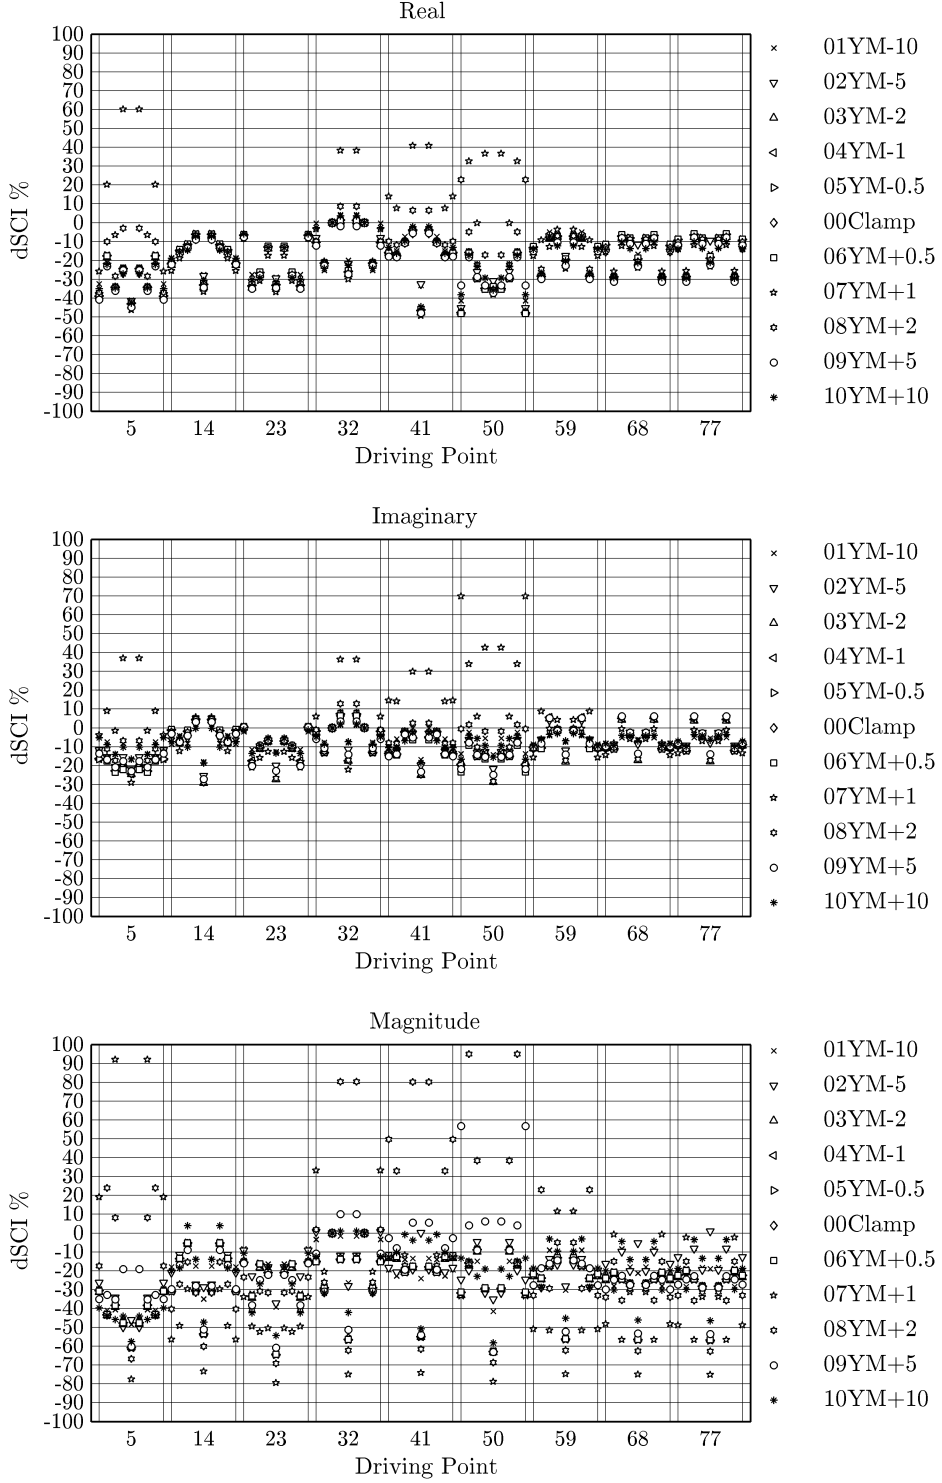 Real
dSCI %
100
90
80
70
60
50
40
30
20
10
0
-10
-20
-30
-40
-50
-60
-70
-80
-90
-100
5 14 23 32 41 50 59 68 77
Driving Point
01YM-10
02YM-5
03YM-2
04YM-1
05YM-0.5
00Clamp
06YM+0.5
07YM+1
08YM+2
09YM+5
10YM+10
Imaginary
dSCI %
100
90
80
70
60
50
40
30
20
10
0
-10
-20
-30
-40
-50
-60
-70
-80
-90
-100
5 14 23 32 41 50 59 68 77
Driving Point
01YM-10
02YM-5
03YM-2
04YM-1
05YM-0.5
00Clamp
06YM+0.5
07YM+1
08YM+2
09YM+5
10YM+10
Magnitude
dSCI %
100
90
80
70
60
50
40
30
20
10
0
-10
-20
-30
-40
-50
-60
-70
-80
-90
-100
5 14 23 32 41 50 59 68 77
Driving Point
01YM-10
02YM-5
03YM-2
04YM-1
05YM-0.5
00Clamp
06YM+0.5
07YM+1
08YM+2
09YM+5
10YM+10